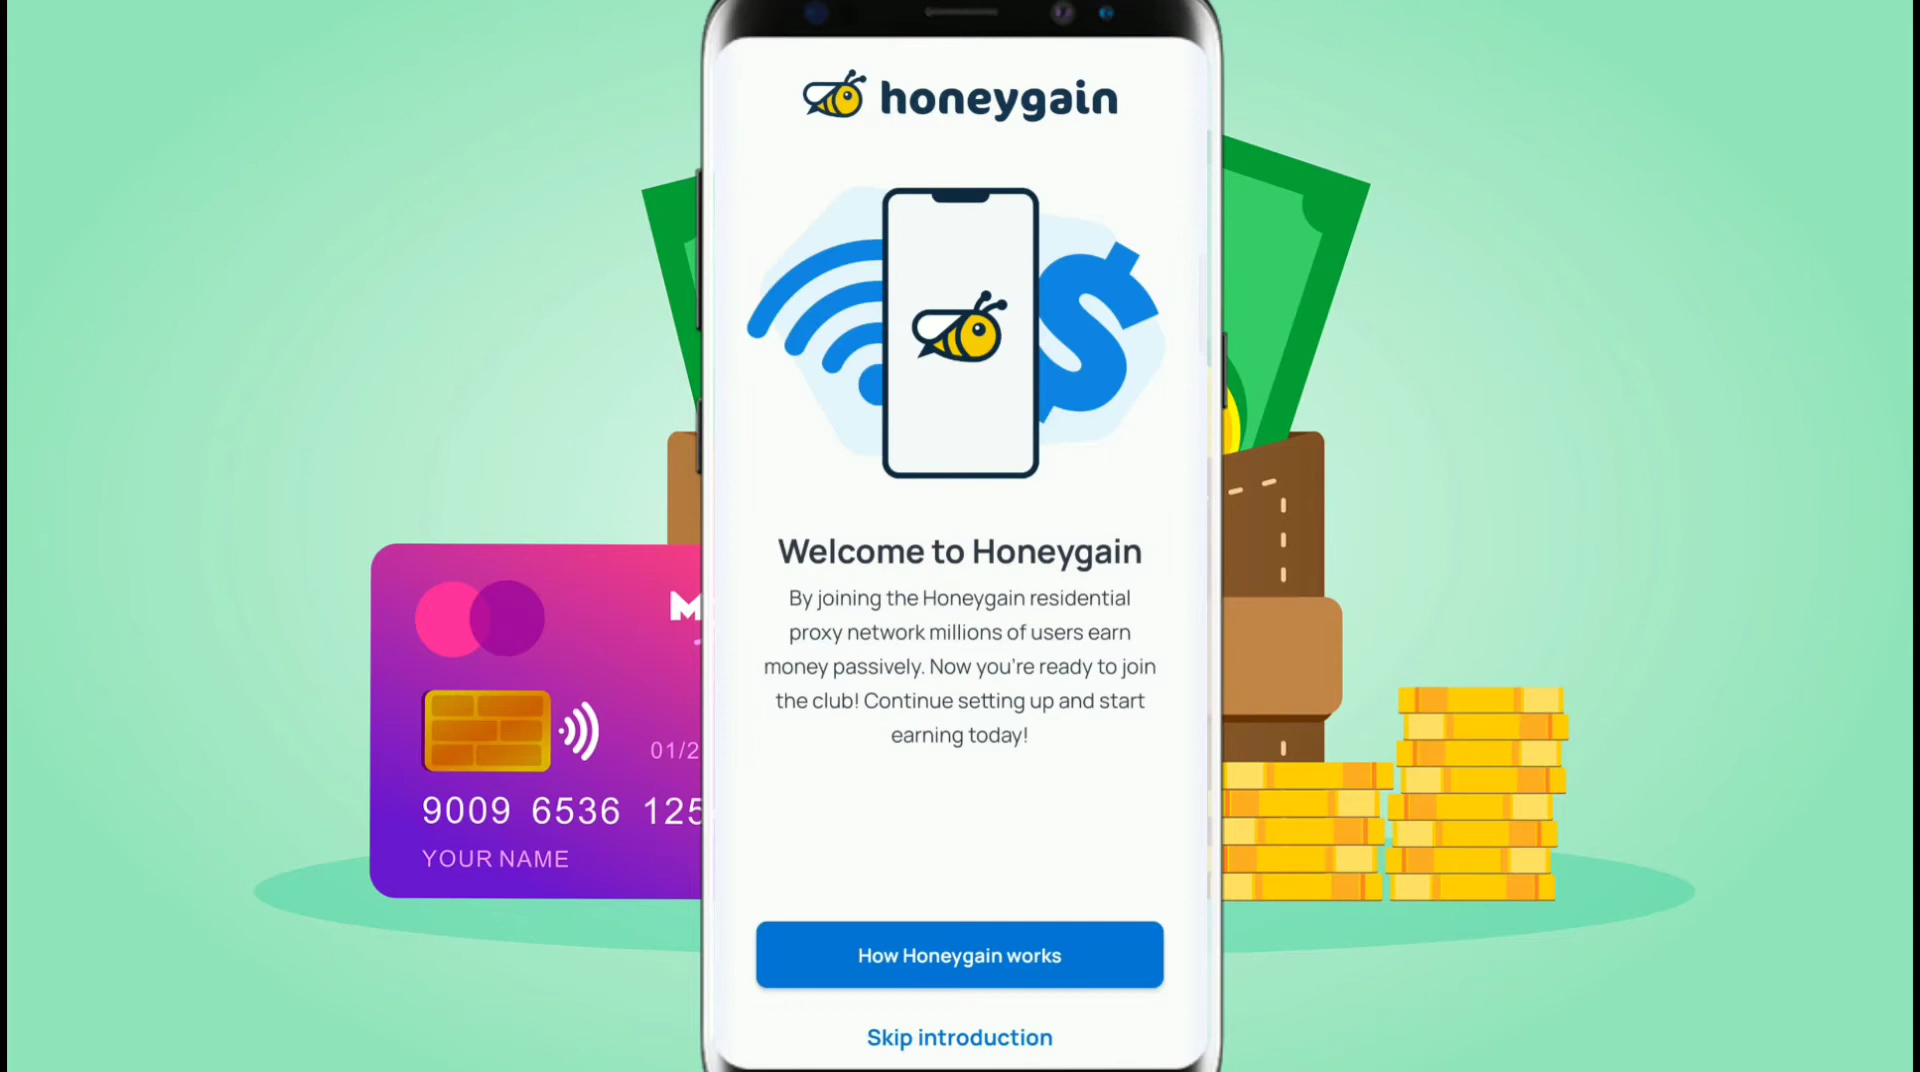 honeygain
Welcome to Honeygain
By joining the Honeygain residential
proxy network millions of users earn
money passively. Now you're ready to join
the club! Continue setting up and start
earning today!
How Honeygain works
Skip introduction
M
01/2
9009 6536 125
YOUR NAME